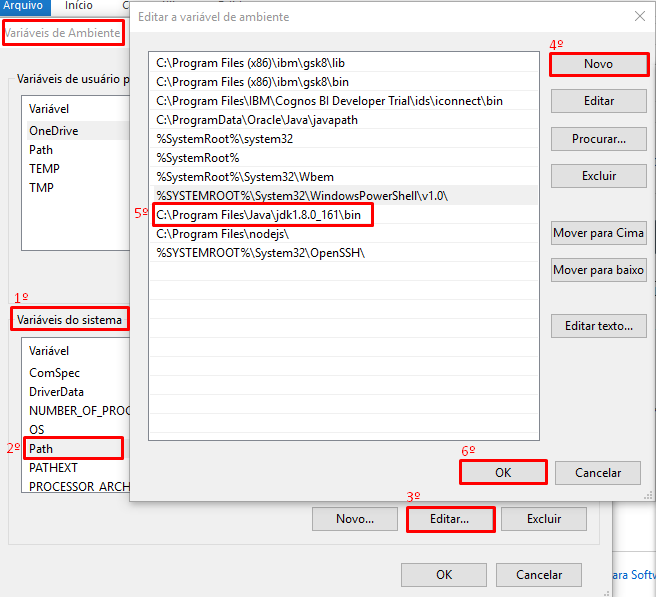 Arquivo
Início
Editar a variável de ambiente
Variáveis de Ambiente
4º
C:\Program Files (x86)\ibm\gsk8\lib
Novo
C:\Program Files (x86)\ibm\gsk8\bin
Variáveis de usuário p
C:\Program Files\IBM\Cognos BI Developer Trial\ids\iconnect\bin
Editar
Variável
C:\ProgramData\Oracle\Java\javapath
OneDrive
%SystemRoot%\system32
Procurar...
Path
%SystemRoot%
TEMP
%SystemRoot%\System32\Wbem
Excluir
TMP
%SYSTEMROOT%\System32\WindowsPowerShell\v1.0\
5º
C:\Program Files\Java\jdk1.8.0_161\bin
C:\Program Files\nodejs\
Mover para Cima
%SYSTEMROOT%\System32\OpenSSH\
Mover para baixo
1º
Variáveis do sistema
Editar texto...
Variável
ComSpec
DriverData
NUMBER_OF_PROC
OS
2º
Path
6º
PATHEXT
OK
Cancelar
PROCESSOR_ARCH
3º
Novo...
Editar...
Excluir
OK
Cancelar
ara Softw